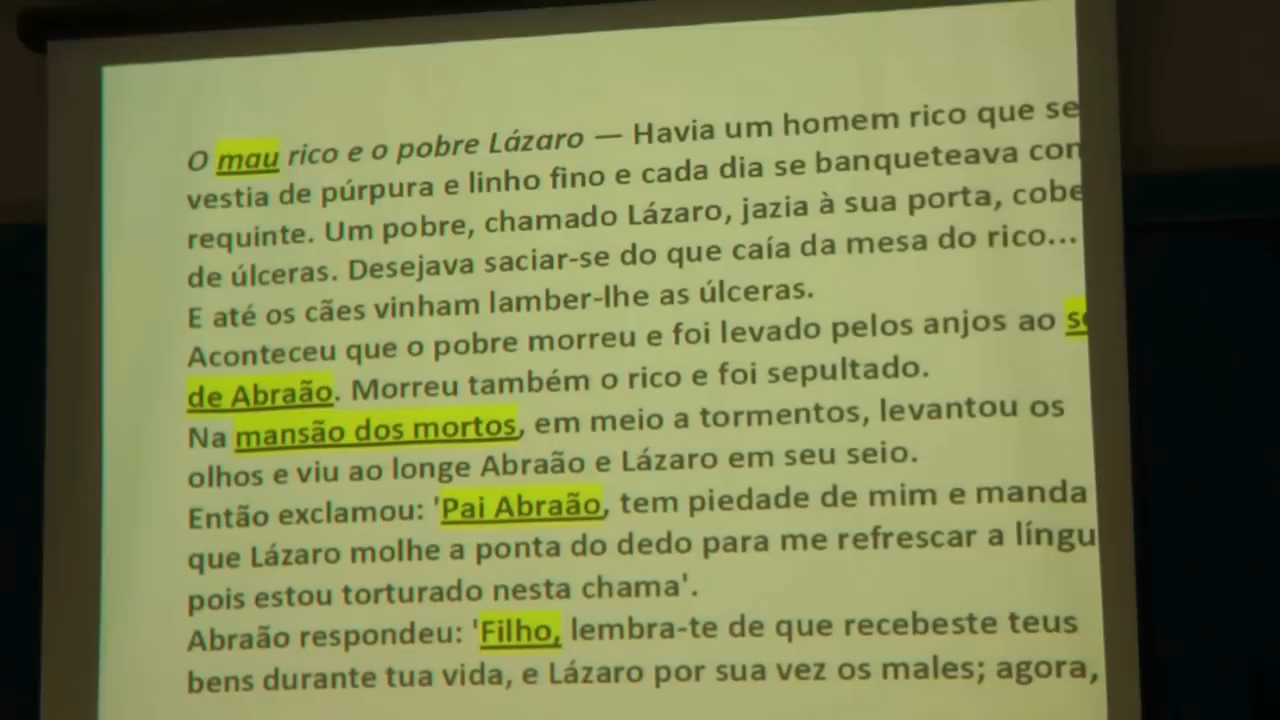 O mau rico e o pobre Lázaro — Havia um homem rico que se
vestia de púrpura e linho fino e cada dia se banqueteava
requinte. Um pobre, chamado Lázaro, jazia à sua porta,
de úlceras. Desejava saciar-se do que caía da mesa do rico...
E até os cães vinham lamber-lhe as úlceras.
Aconteceu que o pobre morreu e foi levado pelos anjos ao
de Abraão. Morreu também o rico e foi sepultado.
Na mansão dos mortos, em meio a tormentos, levantou os
olhos e viu ao longe Abraão e Lázaro em seu seio.
Então exclamou: 'Pai Abraão, tem piedade de mim e manda
que Lázaro molhe a ponta do dedo para me refrescar a
pois estou torturado nesta chama'.
Abraão respondeu: 'Filho, lembra-te de que recebeste teus
bens durante tua vida, e Lázaro por sua vez os males; agora,